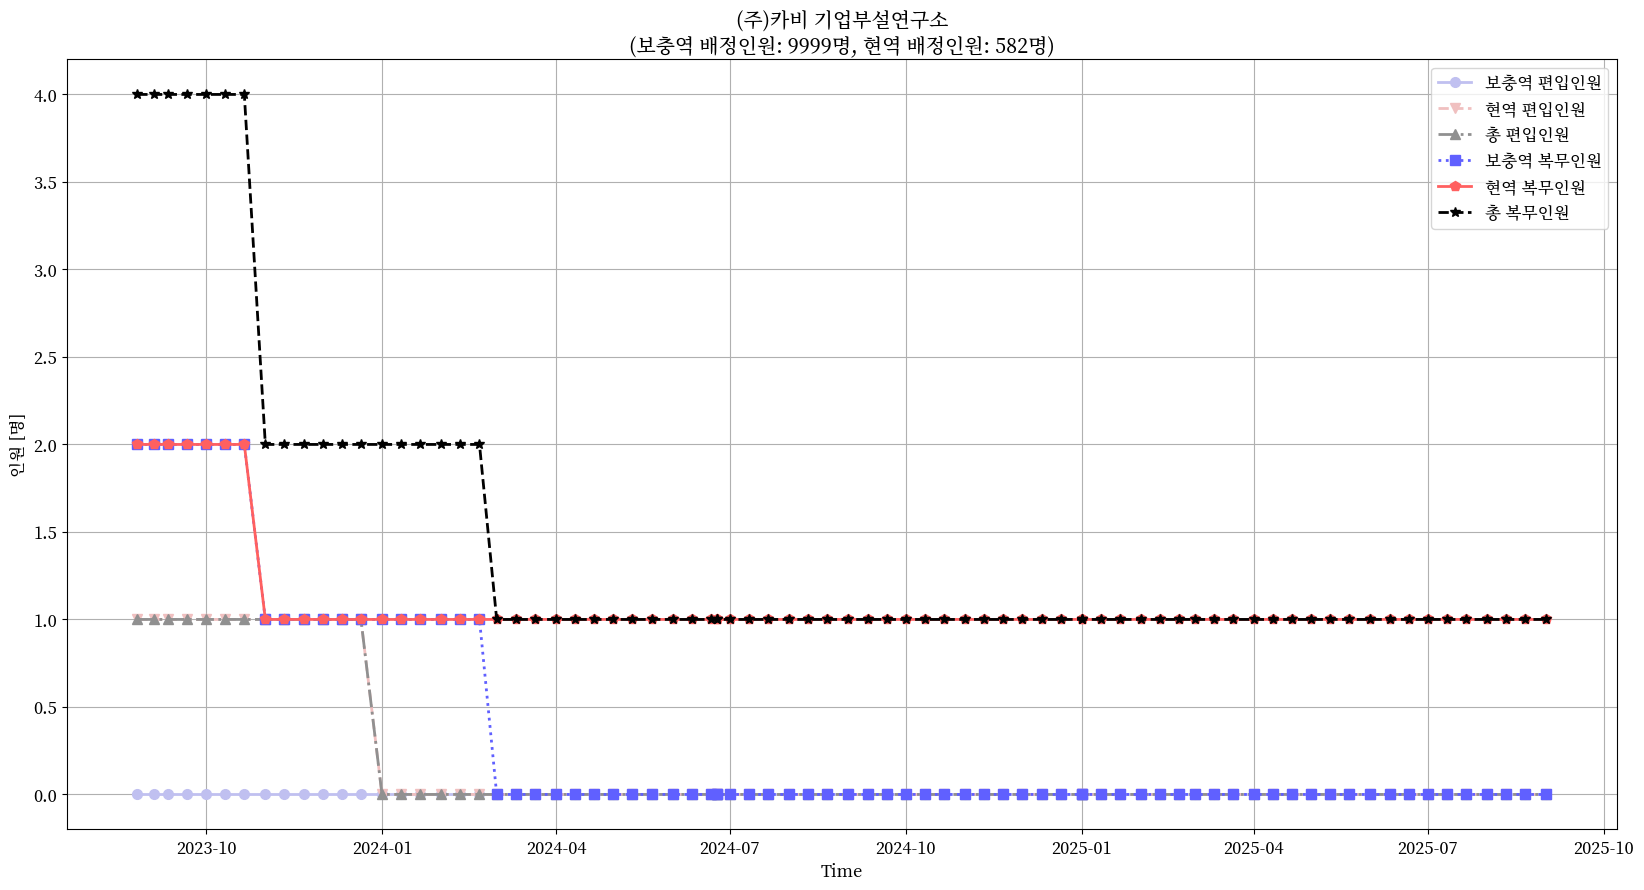 (주)카비 기업부설연구소
(보충역 배정인원: 9999명, 현역 배정인원: 582명)
보충역 편입인원
현역 편입인원
총 편입인원
보충역 복무인원
현역 복무인원
총 복무인원
인원 [명]
4.0
3.5
3.0
2.5
2.0
1.5
1.0
0.5
0.0
2023-10
2024-01
2024-04
2024-07
2024-10
2025-01
2025-04
2025-07
2025-10
Time